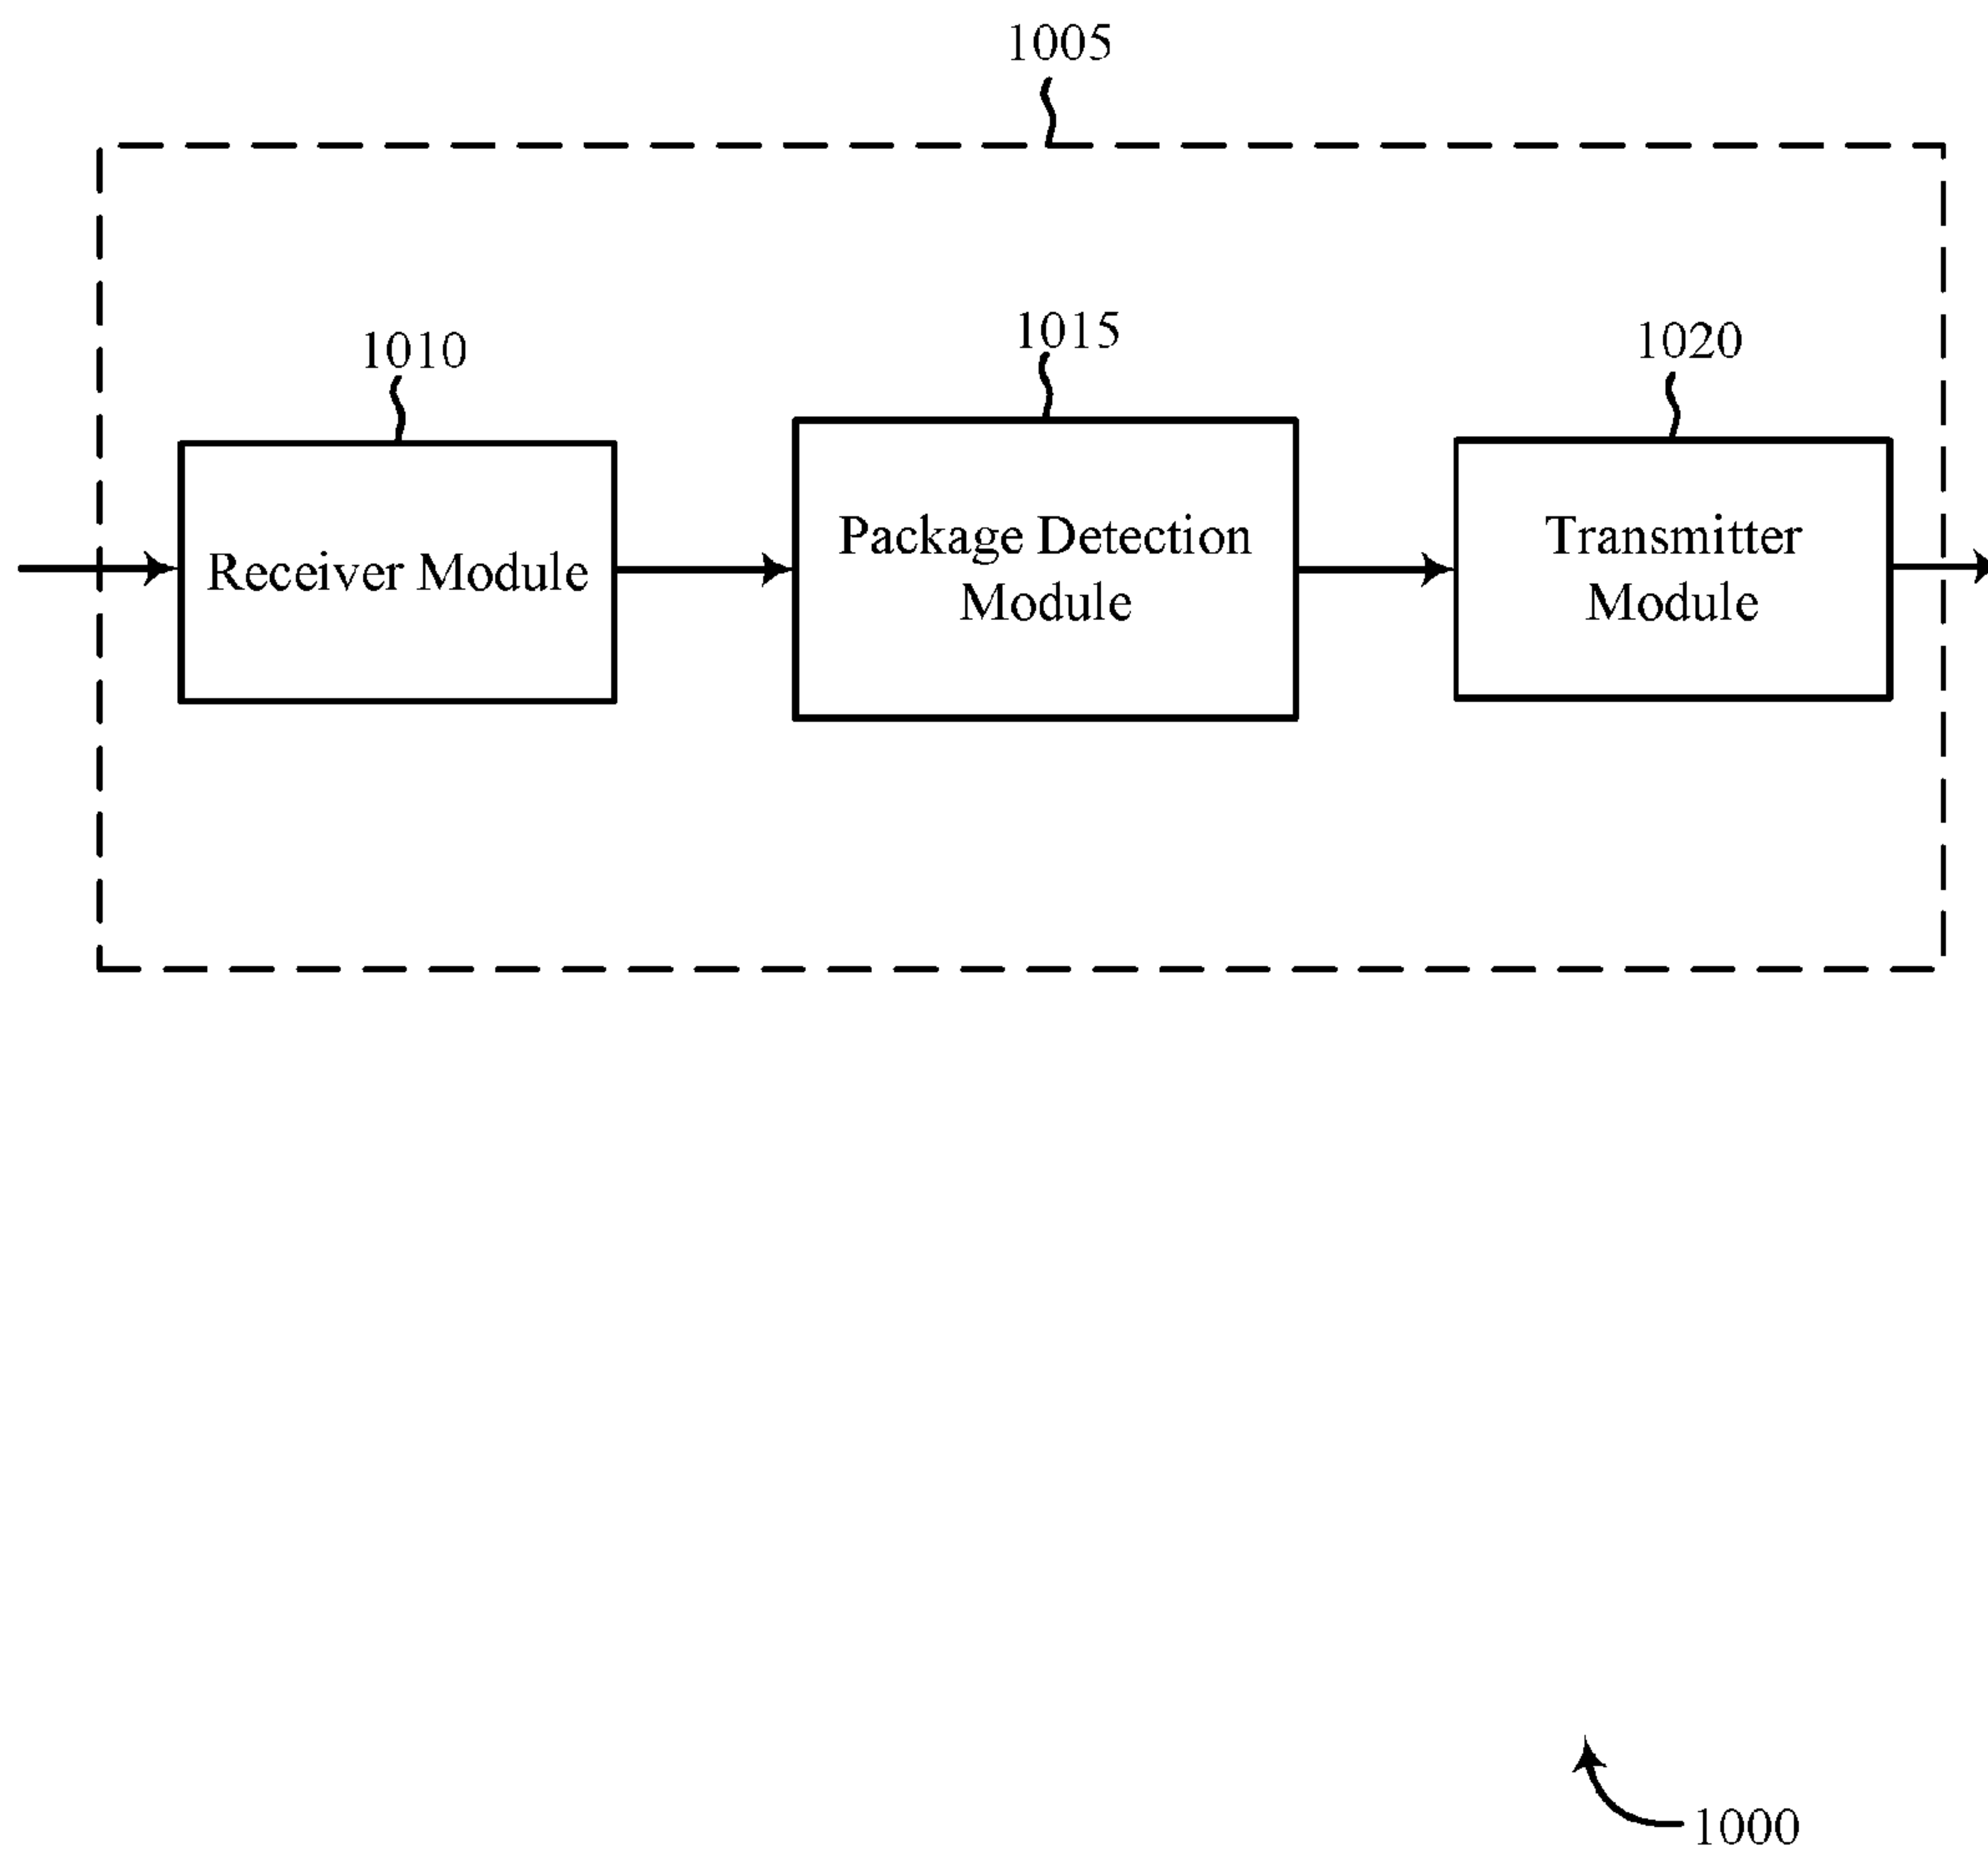 1005
1010
1015
1020
Receiver Module
Package Detection
Module
Transmitter
Module
1000